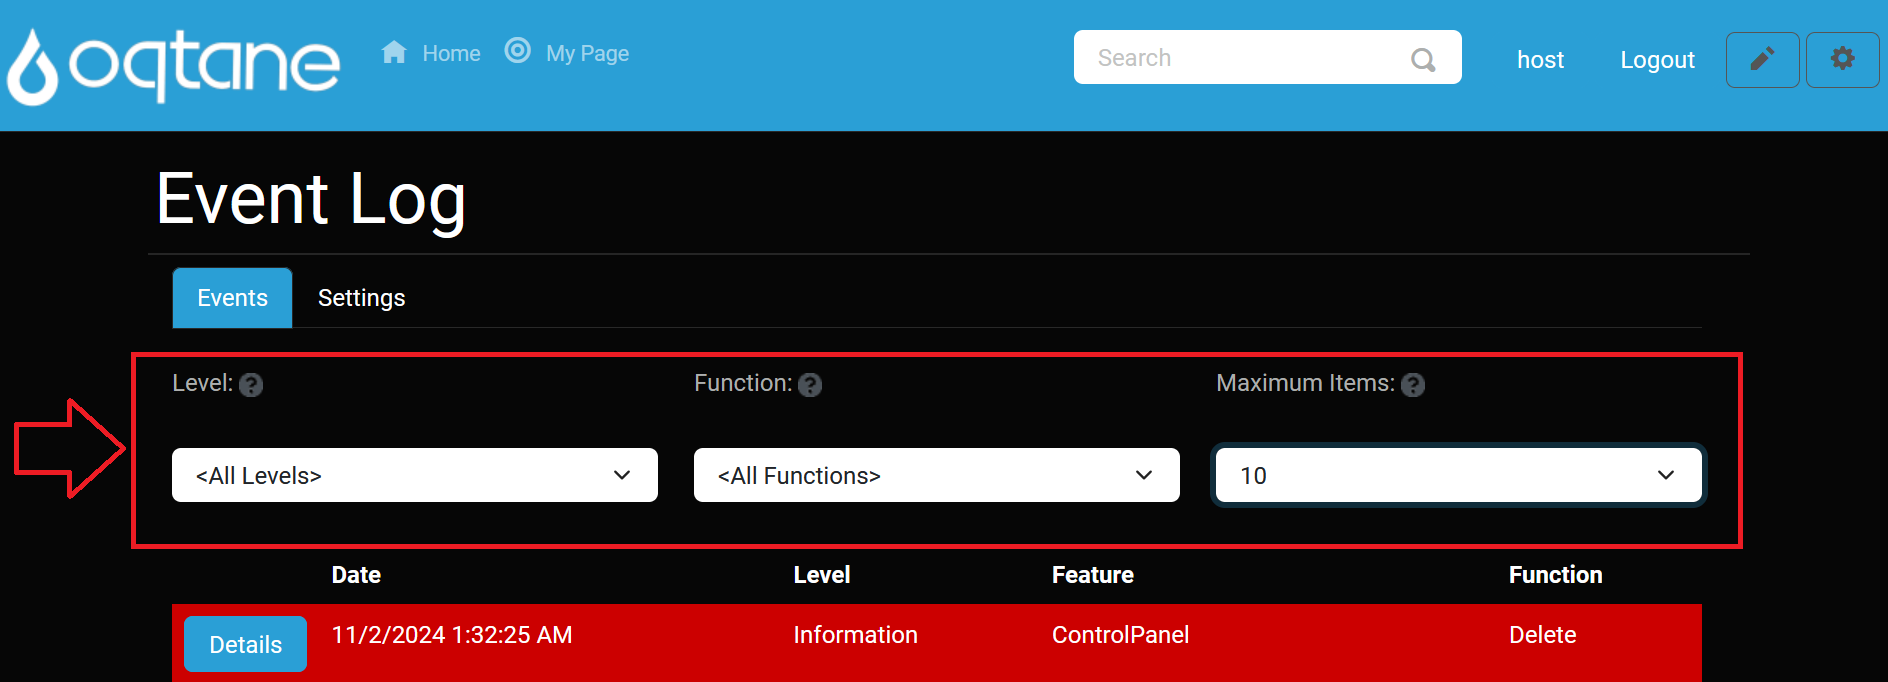 oqtane
Home
My Page
Search
host
Logout
Event Log
Events
Settings
Level: ?
Function: ?
Maximum Items: ?
<All Levels>
<All Functions>
10
Date Level Feature Function
Details 11/2/2024 1:32:25 AM Information ControlPanel Delete